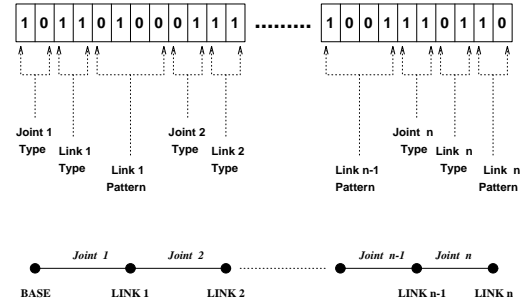 1 0 1 1 0 1 0 0 0 1 1 1 ......... 1 0 0 1 1 1 0 1 1 0
Joint 1 Joint 2 Joint n
Type Link 1 Type Link 2 Type Link n
Type Link 1 Type Link n-1 Type Link n
Pattern Pattern Pattern
Joint 1 Joint 2 Joint n-1 Joint n
BASE LINK 1 LINK 2 LINK n-1 LINK n